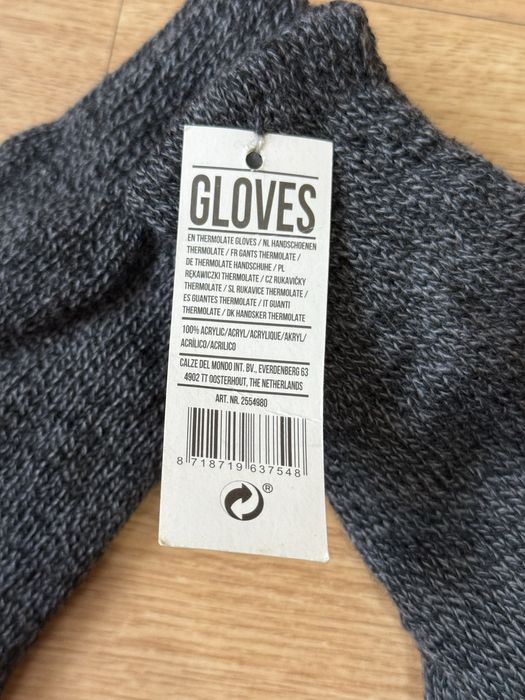 GLOVES
EN THERMOLATE GLOVES / NL HANDSCHOENEN
THERMOLATE / FR GANTS THERMOLATE /
DE THERMOLATE HANDSCHUHE / PL
RĘKAWICZKI THERMOLATE / CZ RUKAVIČKY
THERMOLATE / SL RUKAVICE THERMOLATE /
ES GUANTES THERMOLATE / IT GUANTI
THERMOLATE / DK HANDSKER THERMOLATE
100% ACRYLIC/ACRYL/ACRYLIQUE/AKRYL/
ACRÍLICO/ACRILICO
CALZE DEL MONDO INT. BV., EVERDENBERG 63
4902 TT OOSTERHOUT, THE NETHERLANDS
ART. NR. 2554980
8 718719 637548
®